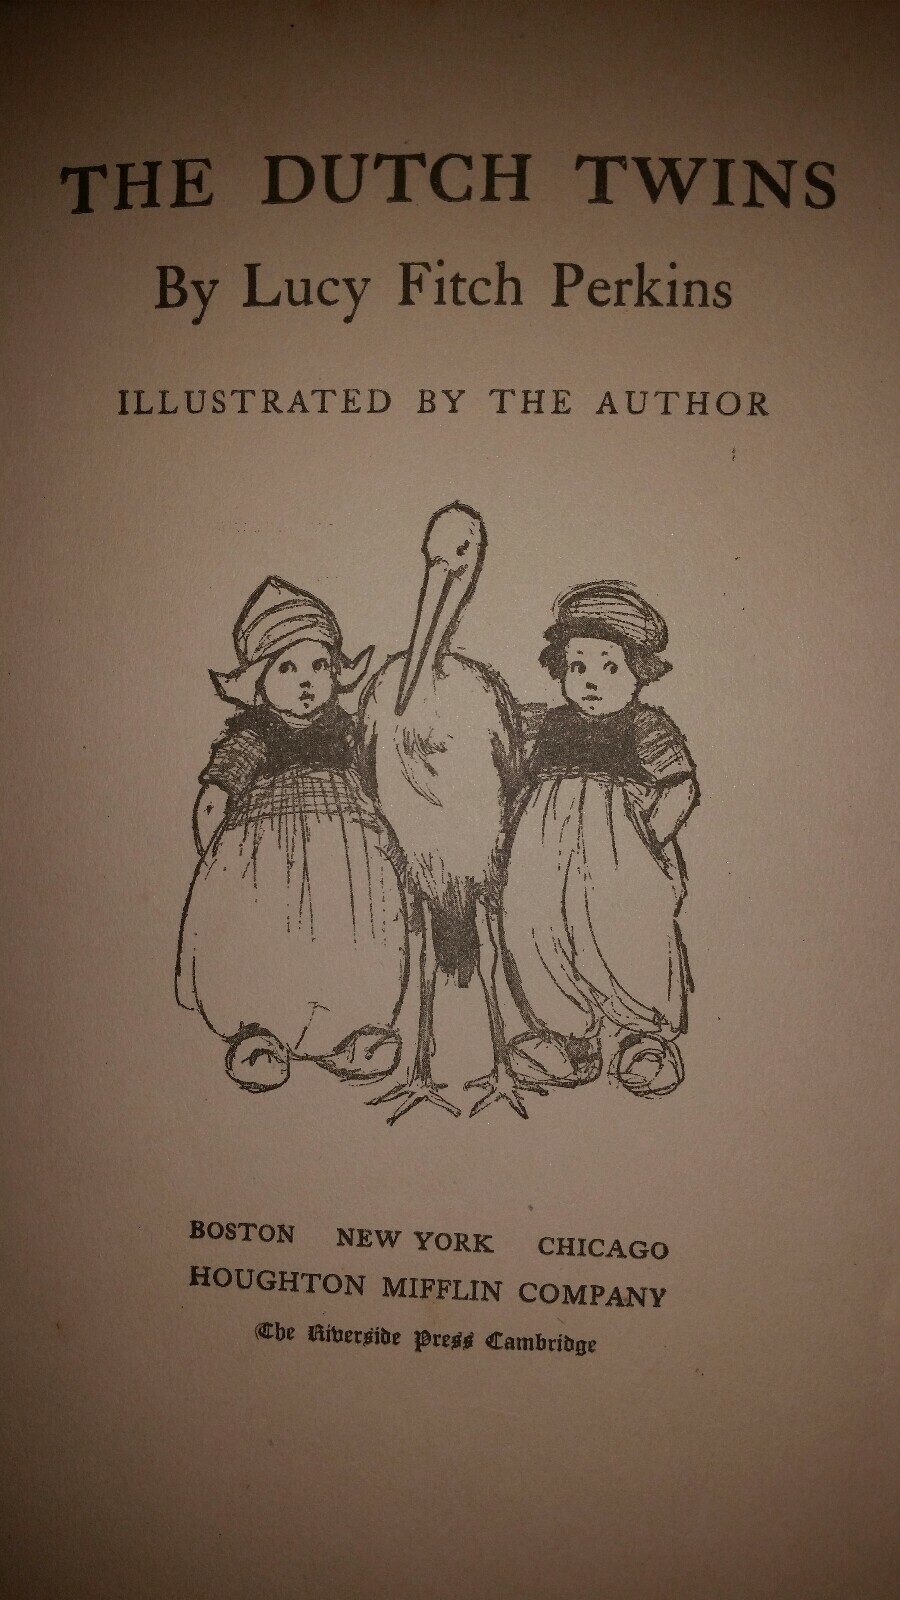 THE DUTCH TWINS
By Lucy Fitch Perkins
ILLUSTRATED BY THE AUTHOR
BOSTON NEW YORK CHICAGO
HOUGHTON MIFFLIN COMPANY
The Riverside Press Cambridge